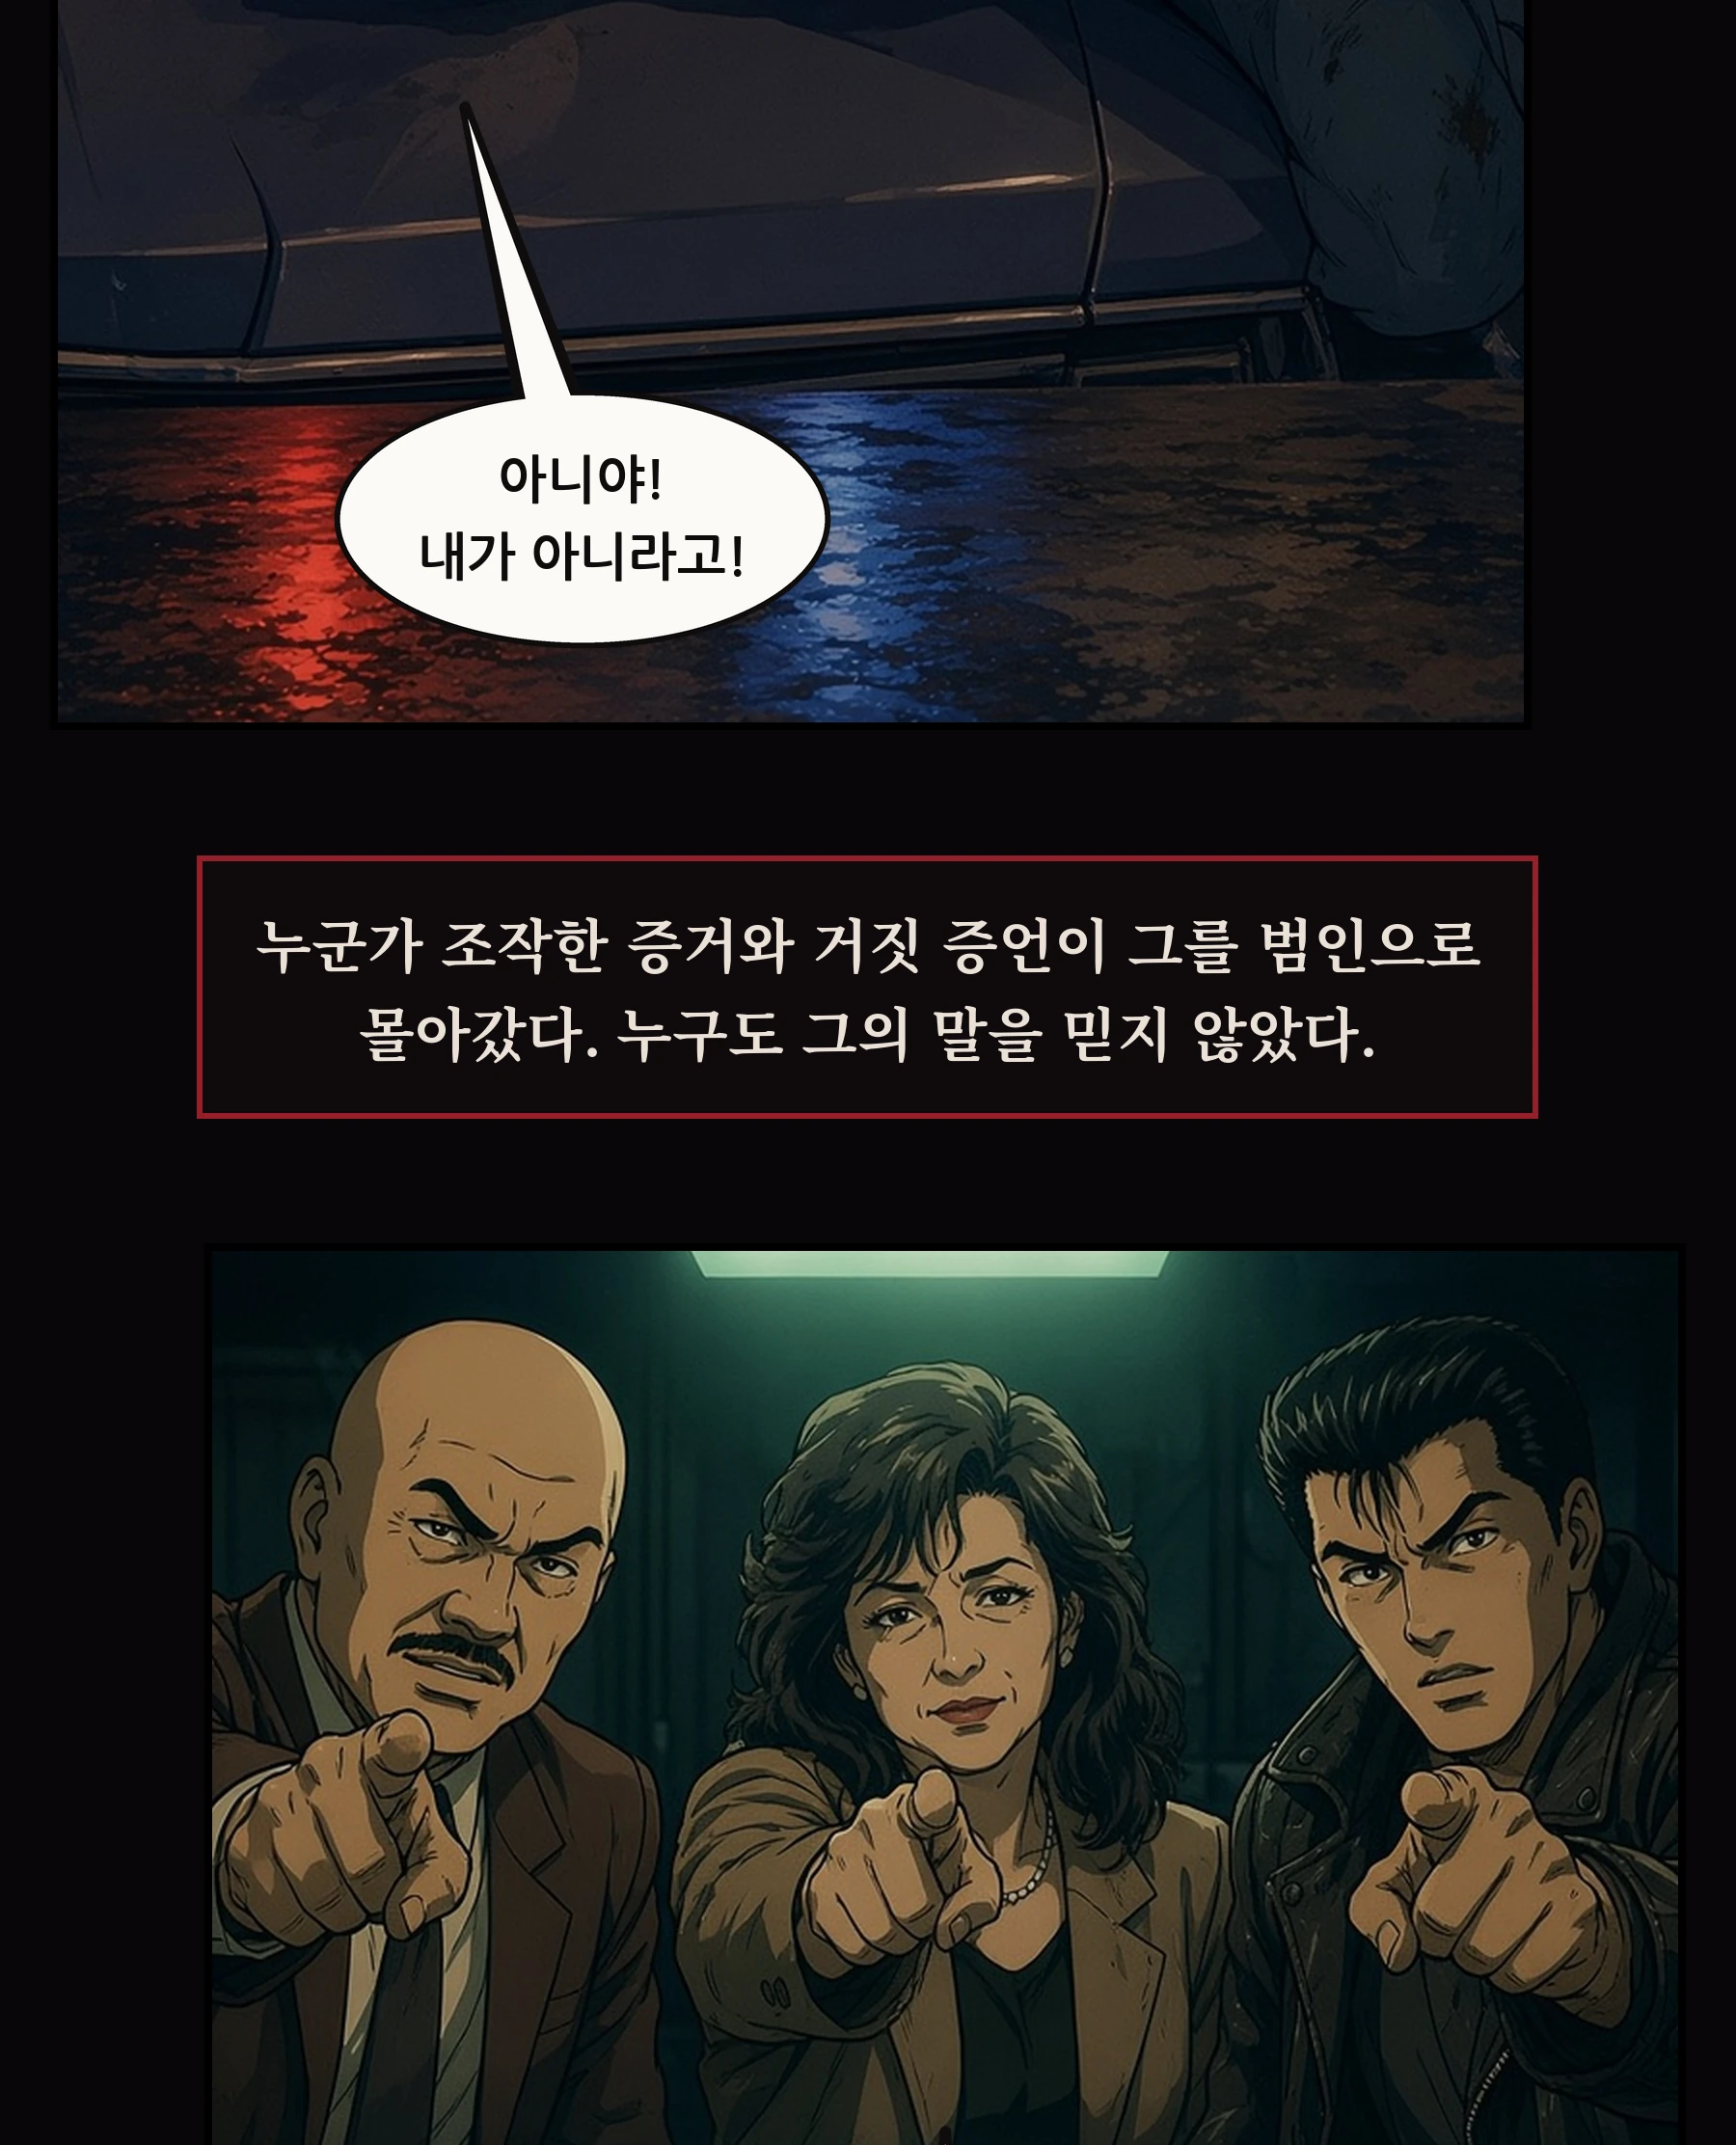 아니야!
내가 아니라고!
누군가 조작한 증거와 거짓 증언이 그를 범인으로
몰아갔다. 누구도 그의 말을 믿지 않았다.